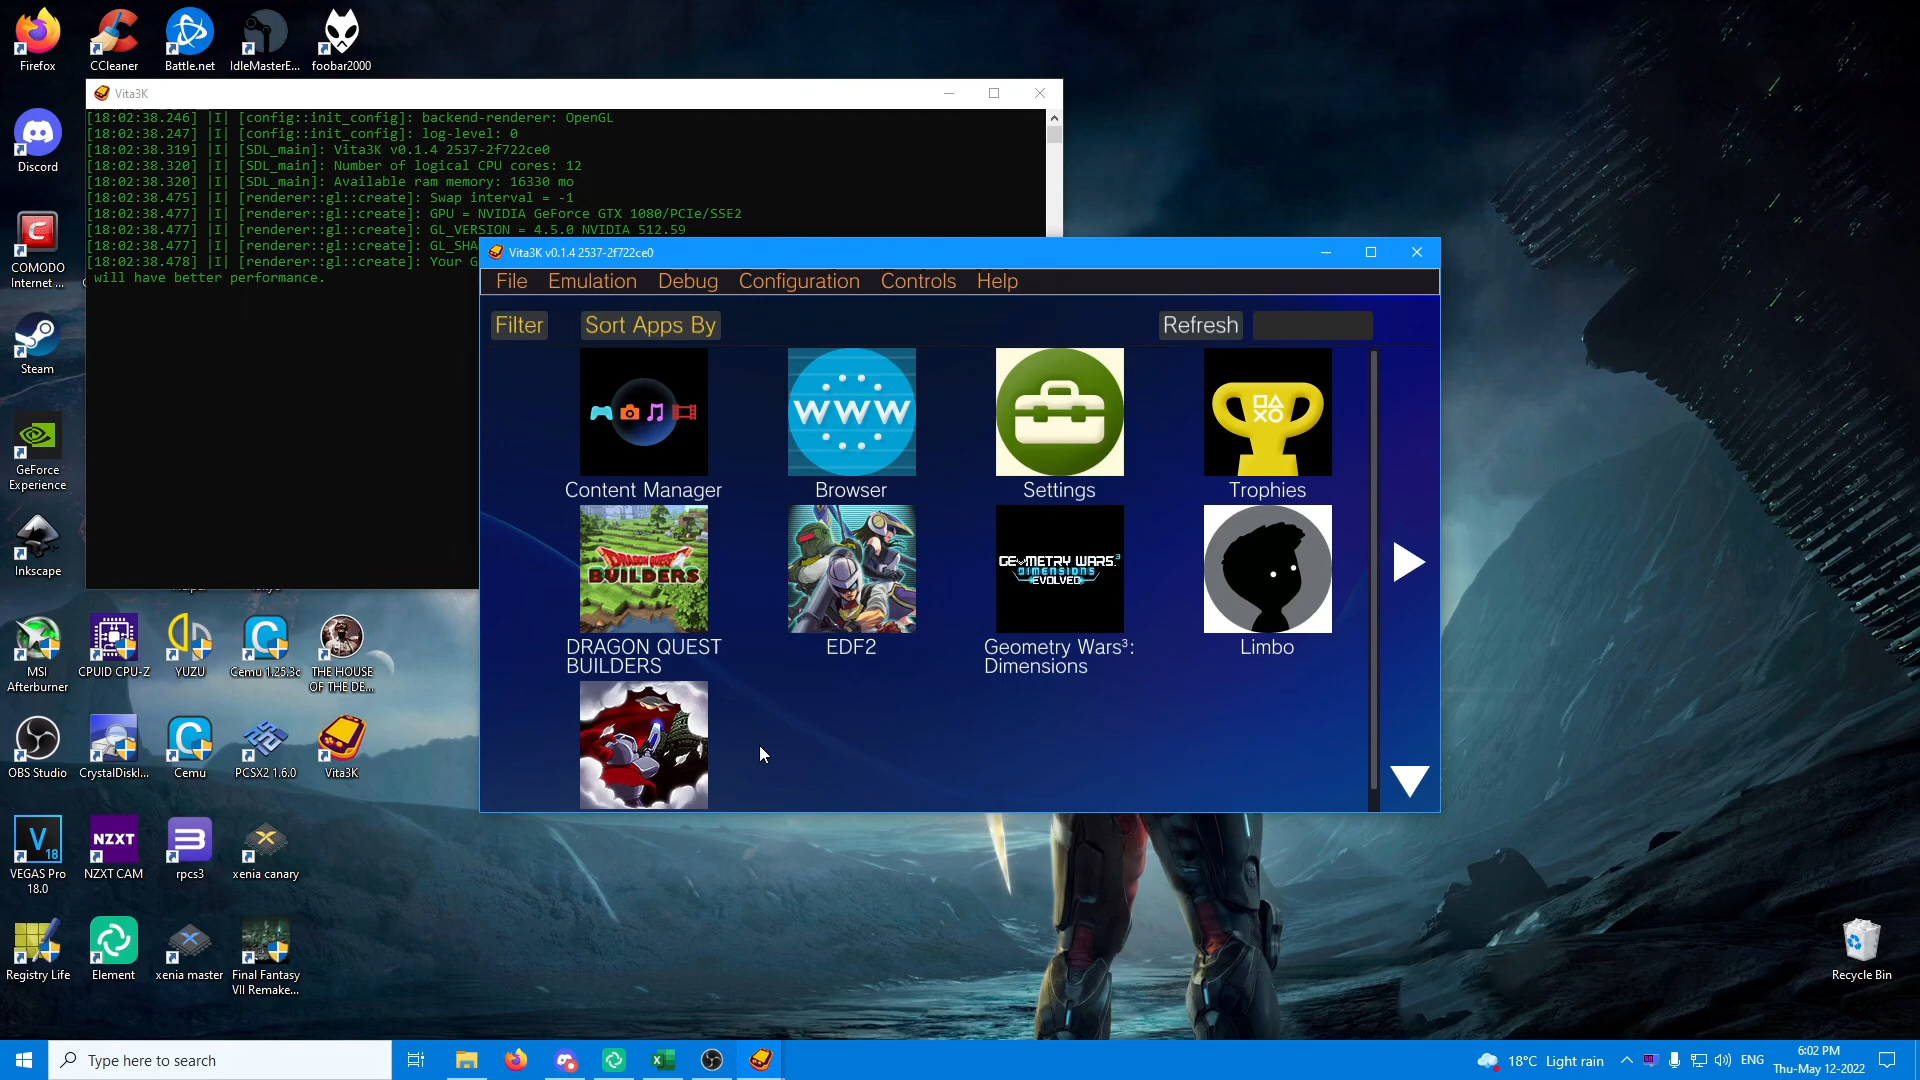 Firefox
CCleaner
Battle.net
IdleMasterE...
foobar2000
Discord
COMODO
Internet ...
Steam
GeForce
Experience
Inkscape
MSI
Afterburner
CPUID CPU-Z
YUZU
Cemu 1.25.3c
THE HOUSE
OF THE DE...
OBS Studio
CrystalDiskI...
Cemu
PCSX2 1.6.0
Vita3K
V
18
VEGAS Pro
18.0
NZXT
NZXT CAM
rpcs3
xenia canary
Registry Life
Element
xenia master
Final Fantasy
VII Remake...
Recycle Bin
Vita3K
[18:02:38.246] |I| [config::init_config]: backend-renderer: OpenGL
[18:02:38.247] |I| [config::init_config]: log-level: 0
[18:02:38.319] |I| [SDL_main]: Vita3K v0.1.4 2537-2f722ce0
[18:02:38.320] |I| [SDL_main]: Number of logical CPU cores: 12
[18:02:38.320] |I| [SDL_main]: Available ram memory: 16330 mo
[18:02:38.475] |I| [renderer::gl::create]: Swap interval = -1
[18:02:38.477] |I| [renderer::gl::create]: GPU = NVIDIA GeForce GTX 1080/PCIe/SSE2
[18:02:38.477] |I| [renderer::gl::create]: GL_VERSION = 4.5.0 NVIDIA 512.59
[18:02:38.477] |I| [renderer::gl::create]: GL_SHA
[18:02:38.478] |I| [renderer::gl::create]: Your G
will have better performance.
Vita3K v0.1.4 2537-2f722ce0
File Emulation Debug Configuration Controls Help
Filter Sort Apps By Refresh
WWW
Content Manager Browser Settings Trophies
DRAGON QUEST
BUILDERS
GEOMETRY WARS³
DIMENSIONS
EVOLVED
DRAGON QUEST
BUILDERS
EDF2
Geometry Wars³:
Dimensions
Limbo
Type here to search
18°C Light rain
ENG
6:02 PM
Thu-May 12-2022